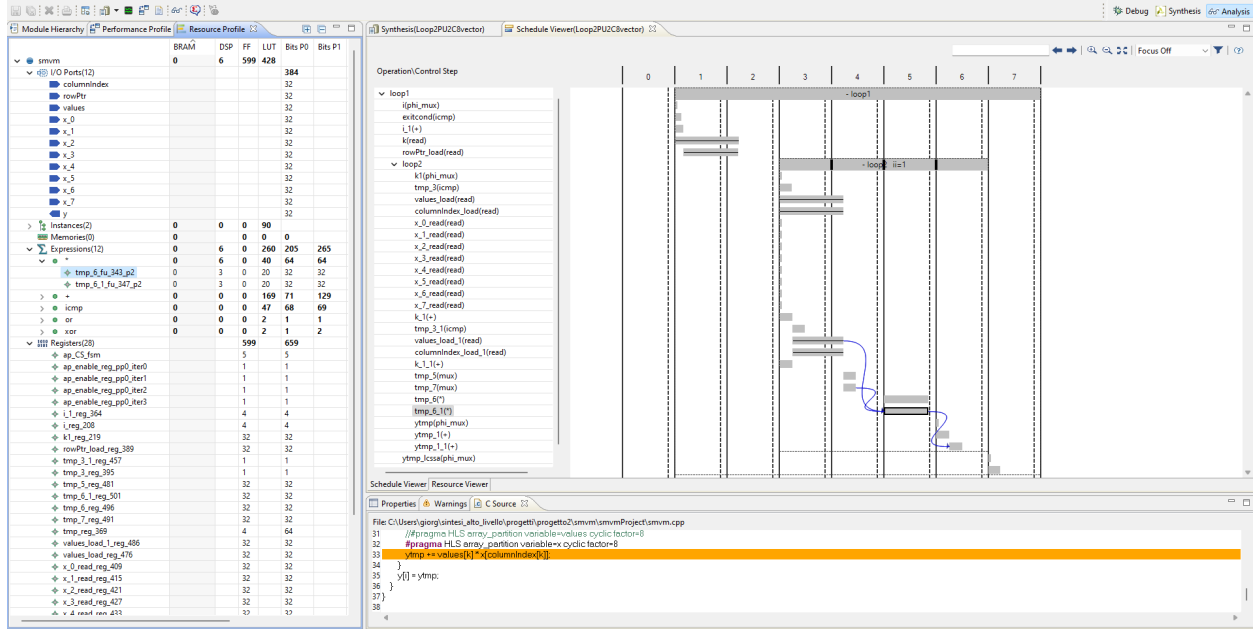 Debug Synthesis Analysis
Module Hierarchy Performance Profile Resource Profile
BRAM DSP FF LUT Bits P0 Bits P1
smvm 0 6 599 428
I/O Ports(12) 384
columnIndex 32
rowPtr 32
values 32
x_0 32
x_1 32
x_2 32
x_3 32
x_4 32
x_5 32
x_6 32
x_7 32
y 32
Instances(2) 0 0 0 90
Memories(0) 0 0 0 0
Expressions(12) 0 6 0 260 205 265
* 0 6 0 40 64 64
tmp_6_fu_343_p2 0 3 0 20 32 32
tmp_6_1_fu_347_p2 0 3 0 20 32 32
+ 0 0 0 169 71 129
icmp 0 0 0 47 68 69
or 0 0 0 2 1 1
xor 0 0 0 2 1 2
Registers(28) 599 659
ap_CS_fsm 5 5
ap_enable_reg_pp0_iter0 1 1
ap_enable_reg_pp0_iter1 1 1
ap_enable_reg_pp0_iter2 1 1
ap_enable_reg_pp0_iter3 1 1
i_1_reg_364 4 4
i_reg_208 4 4
k1_reg_219 32 32
rowPtr_load_reg_389 32 32
tmp_3_1_reg_457 1 1
tmp_3_reg_395 1 1
tmp_5_reg_481 32 32
tmp_6_1_reg_501 32 32
tmp_6_reg_496 32 32
tmp_7_reg_491 32 32
tmp_reg_369 4 64
values_load_1_reg_486 32 32
values_load_reg_476 32 32
x_0_read_reg_409 32 32
x_1_read_reg_415 32 32
x_2_read_reg_421 32 32
x_3_read_reg_427 32 32
x_4_read_reg_433 32 32
Synthesis(Loop2PU2C8vector) Schedule Viewer(Loop2PU2C8vector)
Focus Off
Operation\Control Step 0 1 2 3 4 5 6 7
loop1 - loop1
i(phi_mux)
exitcond(icmp)
i_1(+)
k(read)
rowPtr_load(read)
loop2 - loop2 ii=1
k1(phi_mux)
tmp_3(icmp)
values_load(read)
columnIndex_load(read)
x_0_read(read)
x_1_read(read)
x_2_read(read)
x_3_read(read)
x_4_read(read)
x_5_read(read)
x_6_read(read)
x_7_read(read)
k_1(+)
tmp_3_1(icmp)
values_load_1(read)
columnIndex_load_1(read)
k_1_1(+)
tmp_5(mux)
tmp_7(mux)
tmp_6(*)
tmp_6_1(*)
ytmp(phi_mux)
ytmp_1(+)
ytmp_1_1(+)
ytmp_lcssa(phi_mux)
Schedule Viewer Resource Viewer
Properties Warnings C Source
File: C:\Users\giorg\sintesi_alto_livello\progetti\progetto2\smvm\smvmProject\smvm.cpp
31 //#pragma HLS array_partition variable=values cyclic factor=8
32 #pragma HLS array_partition variable=x cyclic factor=8
33 ytmp += values[k] * x[columnIndex[k]];
34 }
35 y[i] = ytmp;
36 }
37 }
38